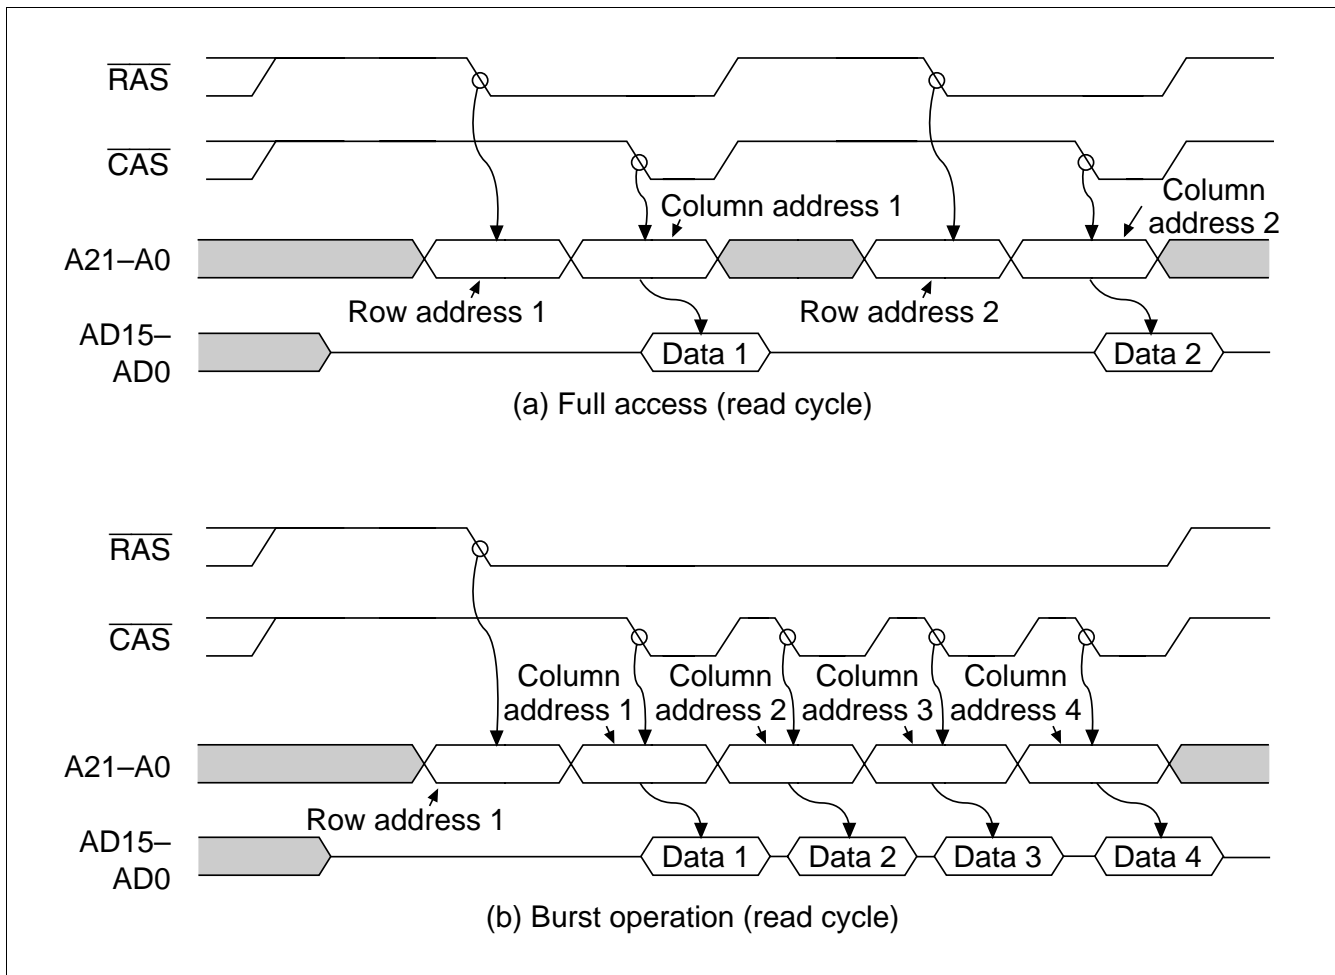 RAS
CAS
Column address 1
Column
address 2
A21–A0
Row address 1
Row address 2
AD15–
AD0
Data 1
Data 2
(a) Full access (read cycle)
RAS
CAS
Column
address 1
Column
address 2
Column
address 3
Column
address 4
A21–A0
Row address 1
AD15–
AD0
Data 1
Data 2
Data 3
Data 4
(b) Burst operation (read cycle)